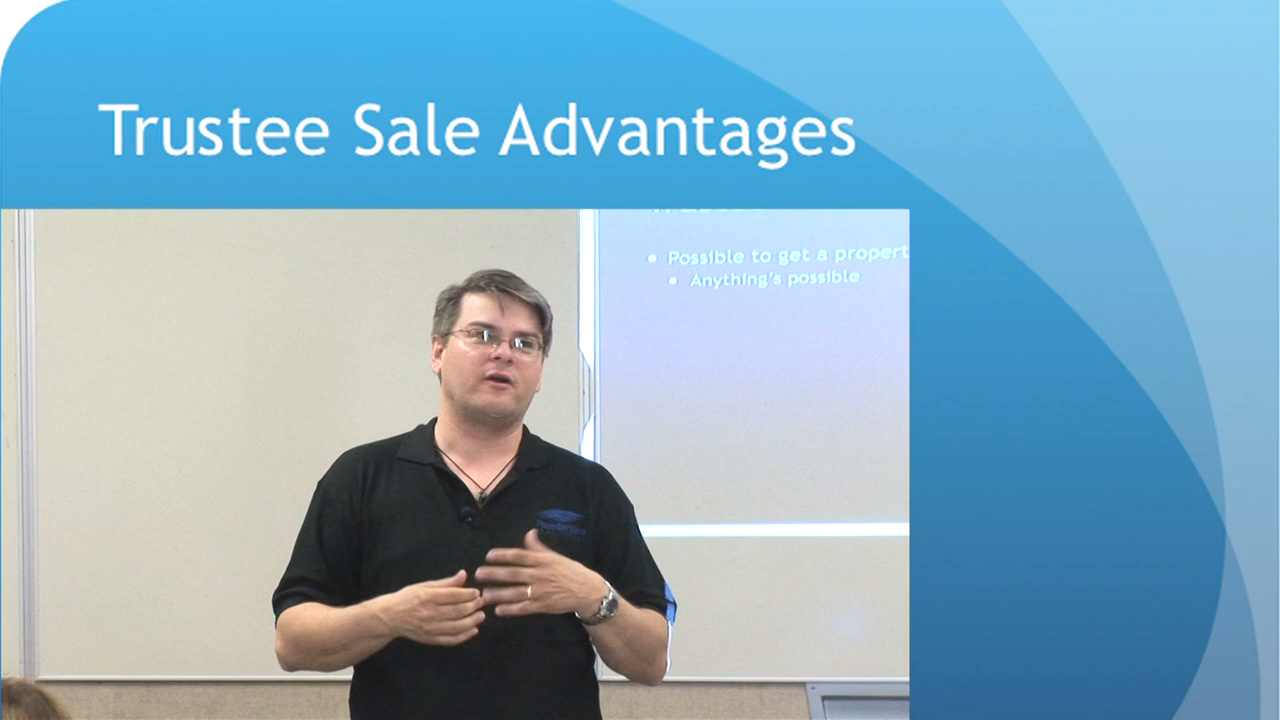 Trustee Sale Advantages
• Possible to get a propert
• Anything's possible